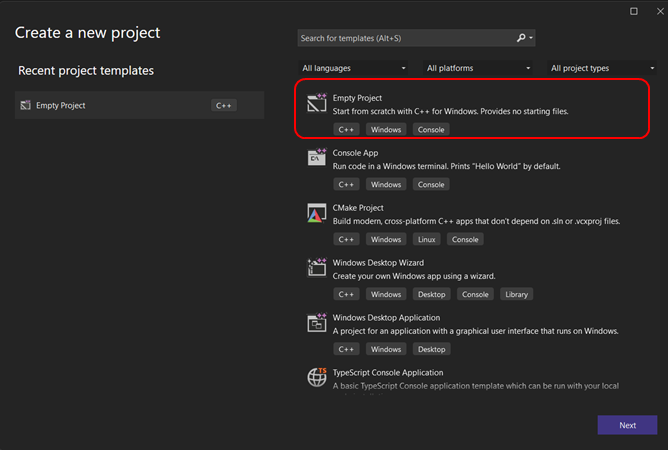 Create a new project
Search for templates (Alt+S)
Recent project templates
All languages
All platforms
All project types
Empty Project
C++
Empty Project
Start from scratch with C++ for Windows. Provides no starting files.
C++ Windows Console
Console App
Run code in a Windows terminal. Prints "Hello World" by default.
C++ Windows Console
CMake Project
Build modern, cross-platform C++ apps that don't depend on .sln or .vcxproj files.
C++ Windows Linux Console
Windows Desktop Wizard
Create your own Windows app using a wizard.
C++ Windows Desktop Console Library
Windows Desktop Application
A project for an application with a graphical user interface that runs on Windows.
C++ Windows Desktop
TS
TypeScript Console Application
A basic TypeScript Console application template which can be run with your local
Next